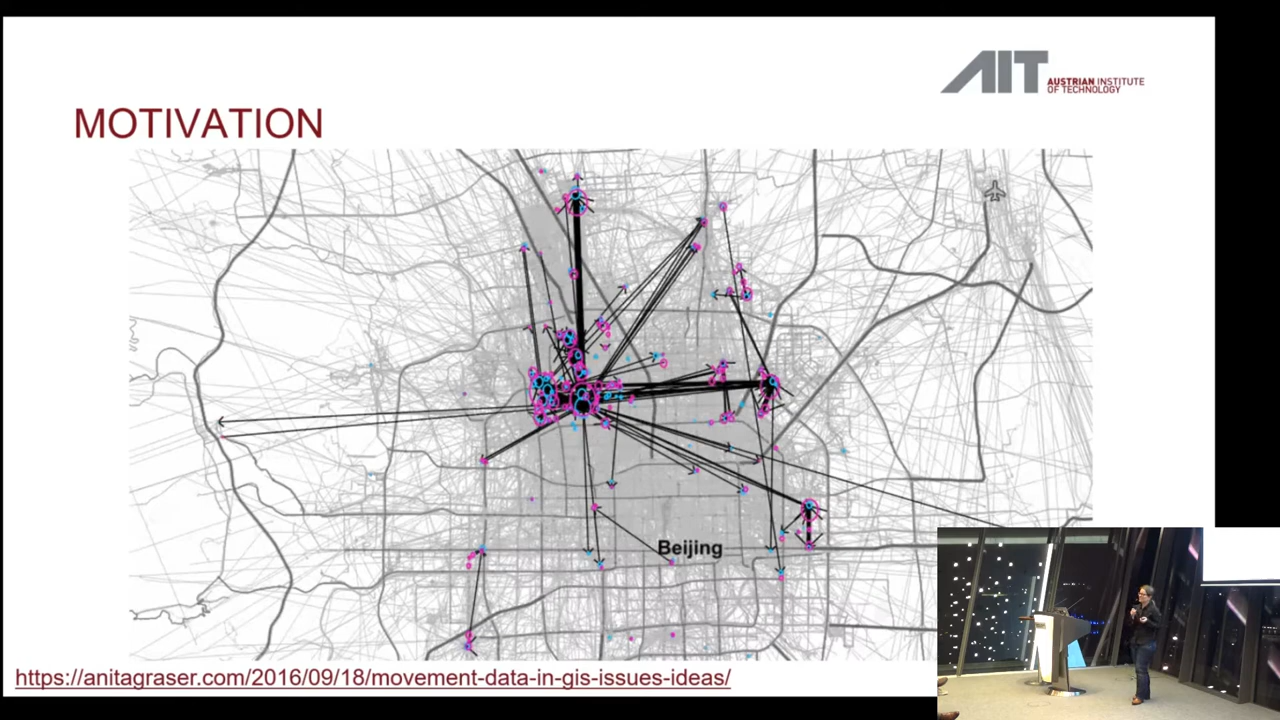 AIT
AUSTRIAN INSTITUTE
OF TECHNOLOGY
MOTIVATION
Beijing
https://anitagraser.com/2016/09/18/movement-data-in-gis-issues-ideas/